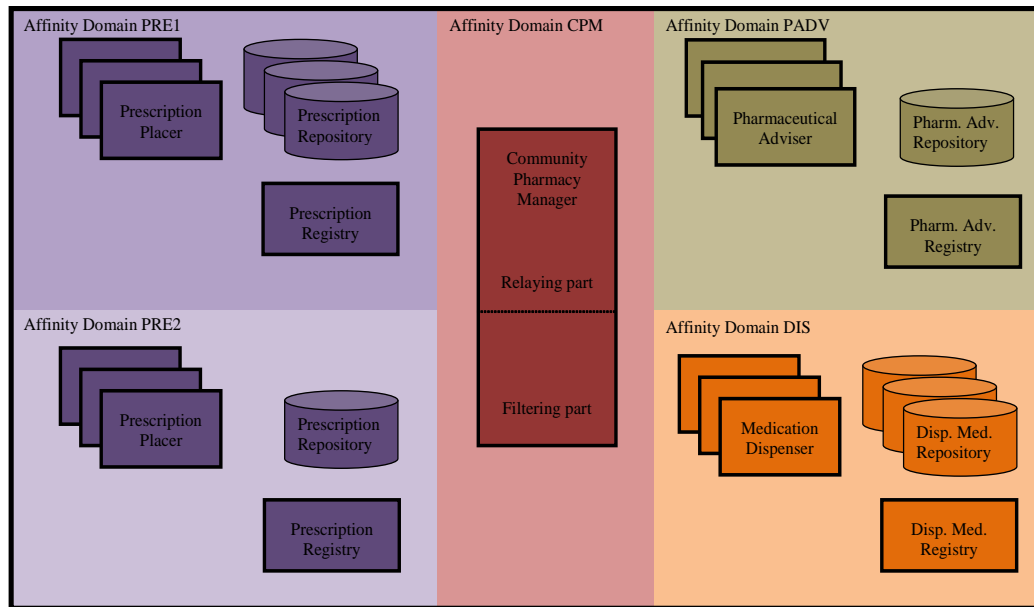 Affinity Domain PRE1
Prescription
Placer
Prescription
Repository
Prescription
Registry
Affinity Domain PRE2
Prescription
Placer
Prescription
Repository
Prescription
Registry
Affinity Domain CPM
Community
Pharmacy
Manager
Relaying part
Filtering part
Affinity Domain PADV
Pharmaceutical
Adviser
Pharm. Adv.
Repository
Pharm. Adv.
Registry
Affinity Domain DIS
Medication
Dispenser
Disp. Med.
Repository
Disp. Med.
Registry